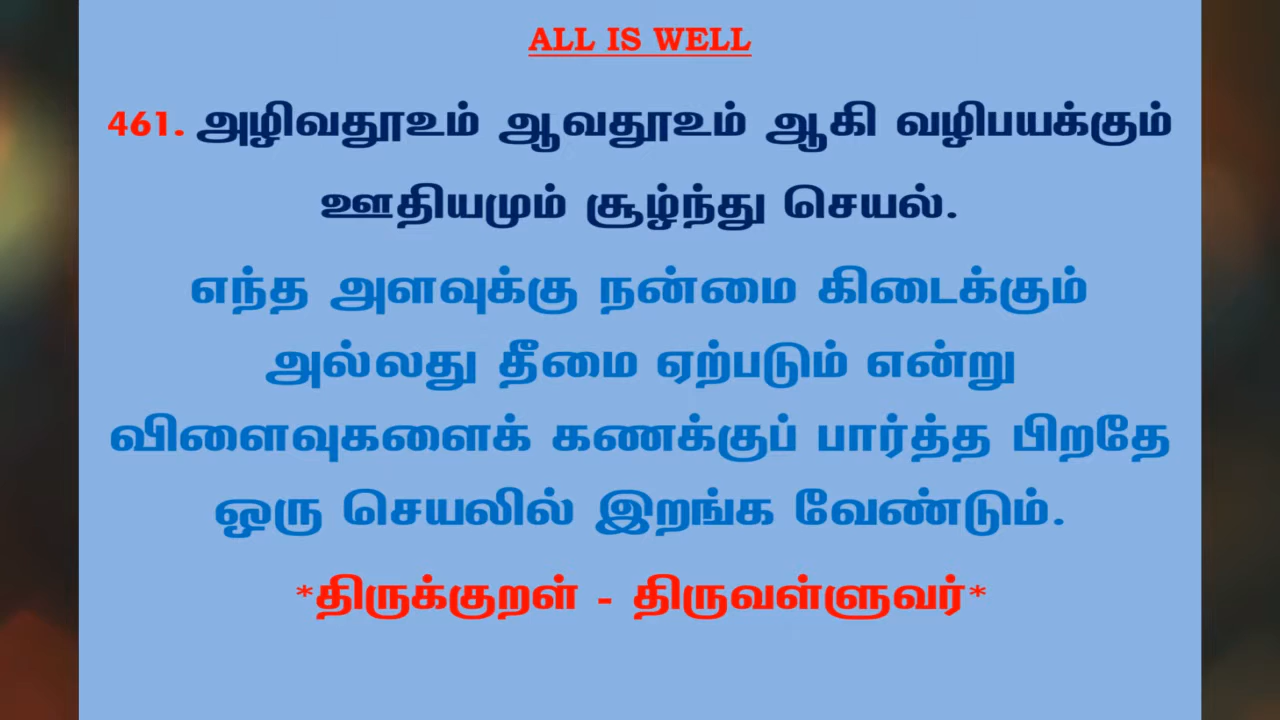 ALL IS WELL
461. அழிவதூஉம் ஆவதூஉம் ஆகி வழிபயக்கும்
ஊதியமும் சூழ்ந்து செயல்.
எந்த அளவுக்கு நன்மை கிடைக்கும்
அல்லது தீமை ஏற்படும் என்று
விளைவுகளைக் கணக்குப் பார்த்த பிறதே
ஒரு செயலில் இறங்க வேண்டும்.
*திருக்குறள் - திருவள்ளுவர்*